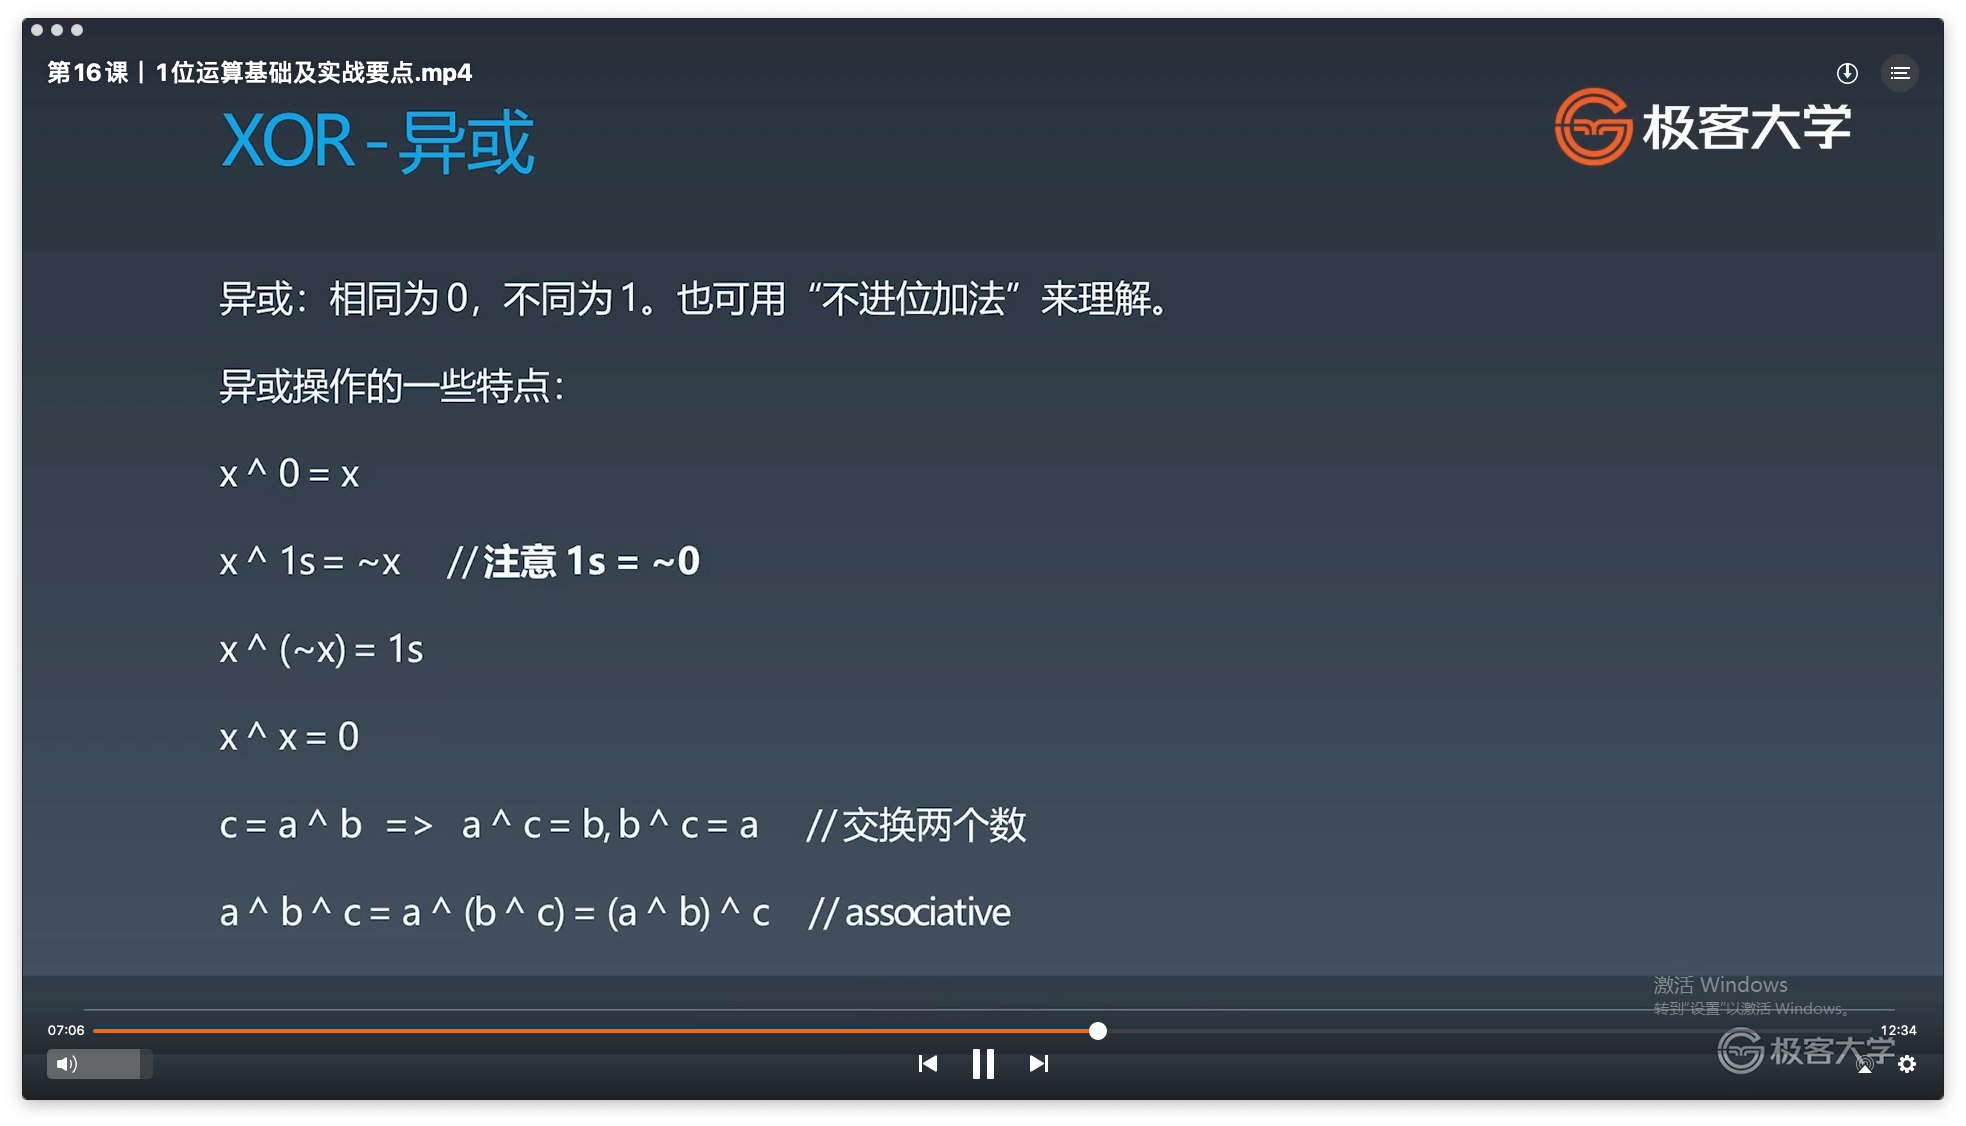 第16课｜1位运算基础及实战要点.mp4
XOR - 异或
极客大学
异或：相同为 0，不同为 1。也可用“不进位加法”来理解。
异或操作的一些特点：
x ^ 0 = x
x ^ 1s = ~x // 注意 1s = ~0
x ^ (~x) = 1s
x ^ x = 0
c = a ^ b => a ^ c = b, b ^ c = a // 交换两个数
a ^ b ^ c = a ^ (b ^ c) = (a ^ b) ^ c // associative
激活 Windows
转到“设置”以激活 Windows。
07:06
12:34
极客大学